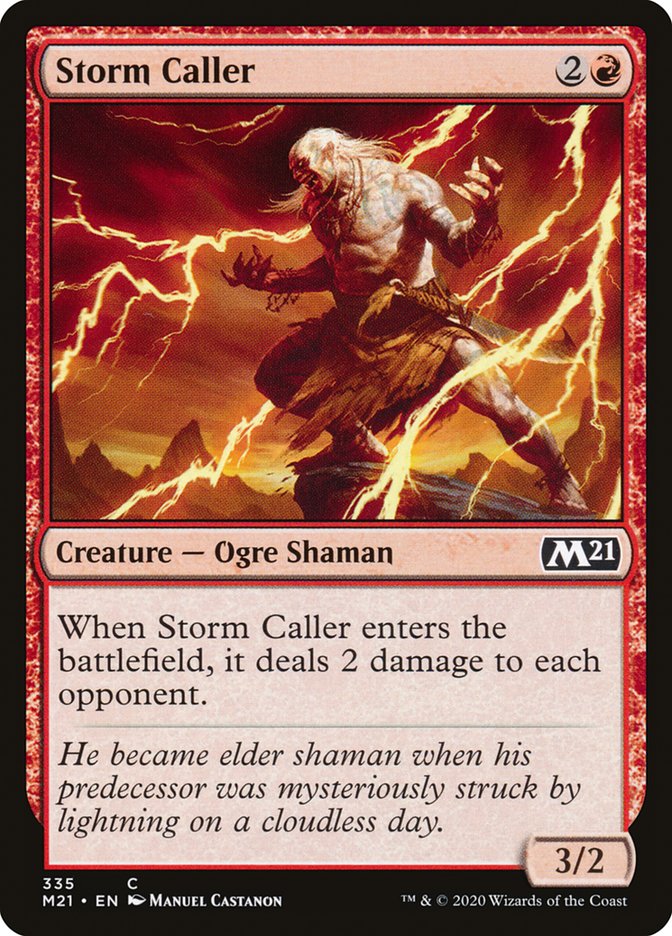 Storm Caller 2
Creature — Ogre Shaman M21
When Storm Caller enters the
battlefield, it deals 2 damage to each
opponent.
He became elder shaman when his
predecessor was mysteriously struck by
lightning on a cloudless day.
3/2
335 C
M21 • EN Manuel Castanon ™ & © 2020 Wizards of the Coast